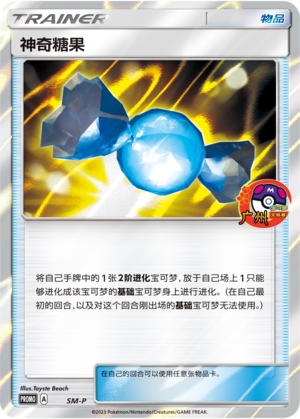 TRAINER 物品
神奇糖果
广州
将自己手牌中的1张2阶进化宝可梦，放于自己场上1只能
够进化成该宝可梦的基础宝可梦身上进行进化。（在自己最
初的回合，以及对这个回合刚出场的基础宝可梦无法使用。）
在自己的回合可以使用任意张物品卡。
Illus.Toyste Beach
PROMO A SM-P
©2023 Pokémon/Nintendo/Creatures/GAME FREAK.